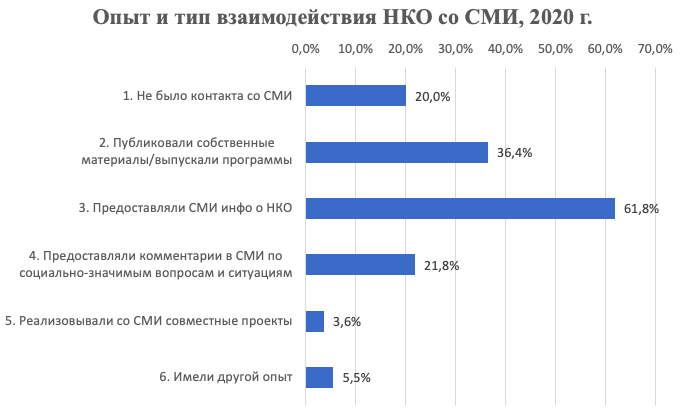 Опыт и тип взаимодействия НКО со СМИ, 2020 г.
0,0% 10,0% 20,0% 30,0% 40,0% 50,0% 60,0% 70,0%
1. Не было контакта со СМИ 20,0%
2. Публиковали собственные
материалы/выпускали программы 36,4%
3. Предоставляли СМИ инфо о НКО 61,8%
4. Предоставляли комментарии в СМИ по
социально-значимым вопросам и ситуациям 21,8%
5. Реализовывали со СМИ совместные проекты 3,6%
6. Имели другой опыт 5,5%